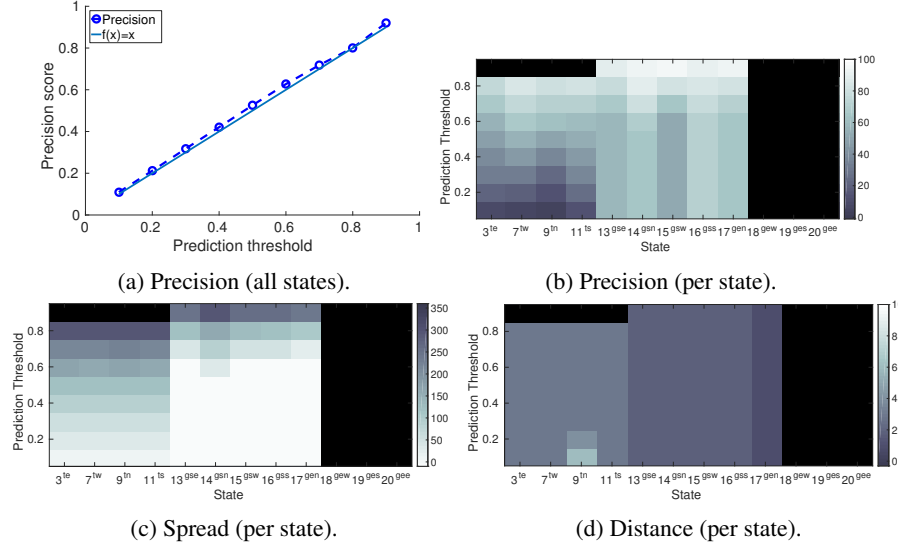 Precision
f(x)=x
1
0.8
0.6
0.4
0.2
0
0
0.2
0.4
0.6
0.8
1
Precision score
Prediction threshold
(a) Precision (all states).
0.8
0.6
0.4
0.2
Prediction Threshold
100
80
60
40
20
0
3te 7tw 9tn 11ts 13gse 14gsn 15gsw 16gss 17gen 18gew 19ges 20gee
State
(b) Precision (per state).
0.8
0.6
0.4
0.2
Prediction Threshold
350
300
250
200
150
100
50
0
3te 7tw 9tn 11ts 13gse 14gsn 15gsw 16gss 17gen 18gew 19ges 20gee
State
(c) Spread (per state).
0.8
0.6
0.4
0.2
Prediction Threshold
8
6
4
2
0
3te 7tw 9tn 11ts 13gse 14gsn 15gsw 16gss 17gen 18gew 19ges 20gee
State
(d) Distance (per state).